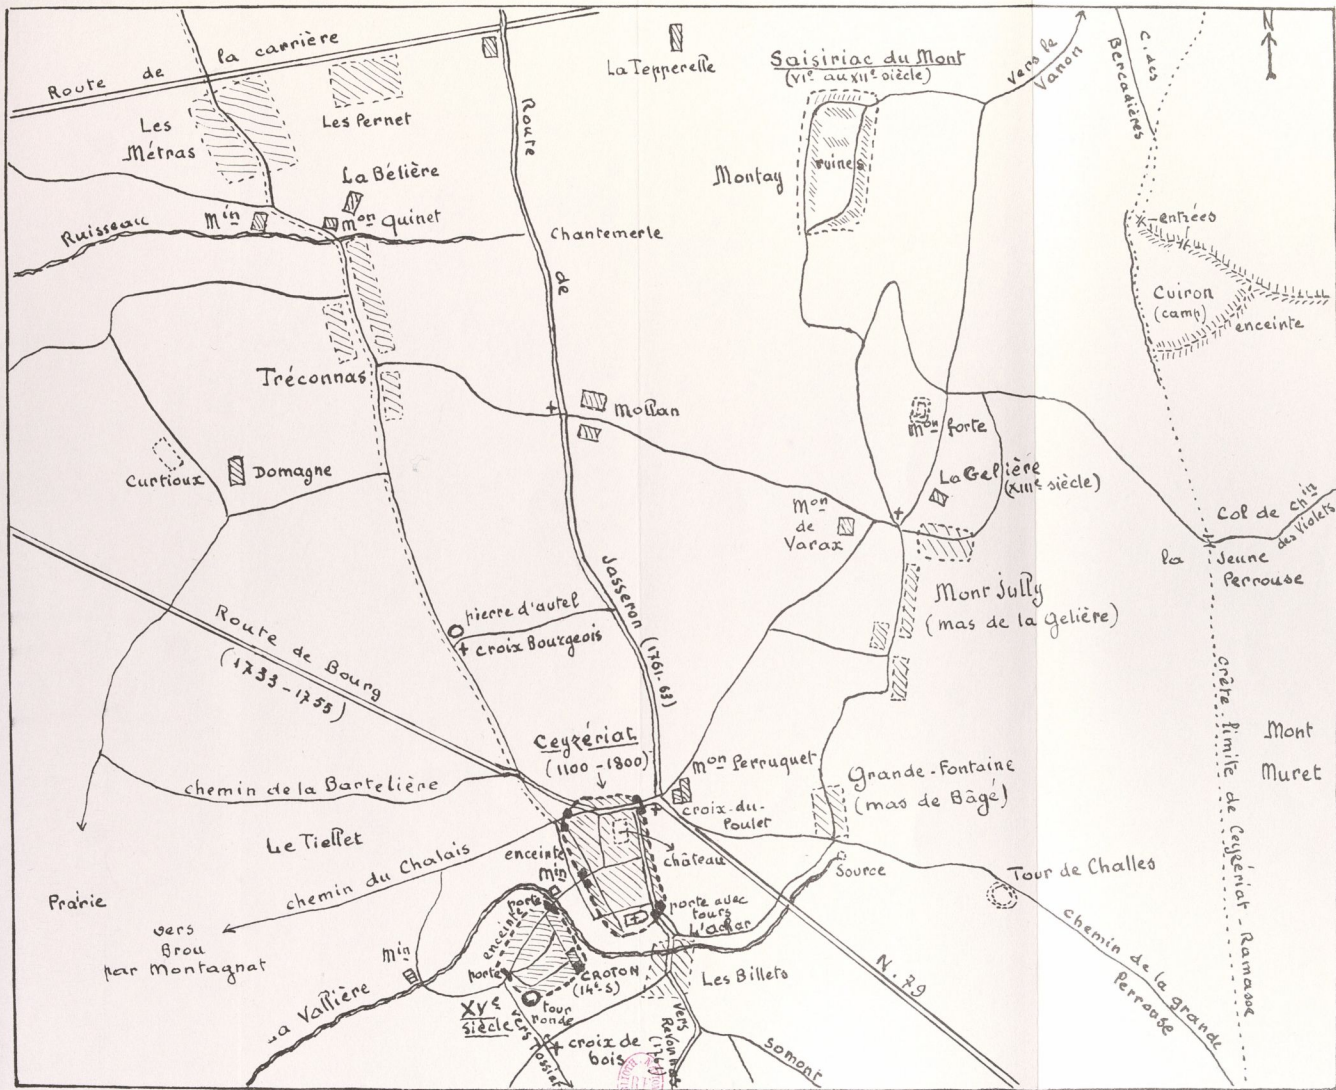 Route de la carrière
La Tepperelle
Saisiriac du Mont
(VIe au XIIe siècle)
vers le
Vanon
C. des
Bercadières
N
Les
Métras
Les Pernet
Route de Jasseron (1761-63)
Montay
ruines
La Bélière
Min
Mon Quinet
Ruisseau
Chantemerle
entrées
Cuiron
(camp)
enceinte
Tréconnas
Mollan
Mon forte
Curtioux
Domagne
La Gelière
(XIIIe siècle)
Mon
de
Varax
Col de
la Jeune
Perrouse
Chin
des Violets
Mont Jully
(mas de la Gelière)
pierre d'autel
croix Bourgeois
Route de Bourg
(1733-1755)
crête limite de Ceyzériat - Ramasse
Mont
Muret
Ceyzériat
(1100-1800)
Mon Perruquet
Grande-Fontaine
(mas de Bâgé)
chemin de la Bartelière
croix-du-
Poulet
Le Tiellet
chemin du Chalais
enceinte
Min
château
Source
Tour de Challes
Prairie
vers
Brou
par Montagnat
porte
enceinte
porte avec
tours
chemin de la grande
Perrouse
Min
porte
CROTON
(14e S)
Les Billets
N. 79
La Vallière
XVe
siècle
tour
ronde
croix de
bois
Somont